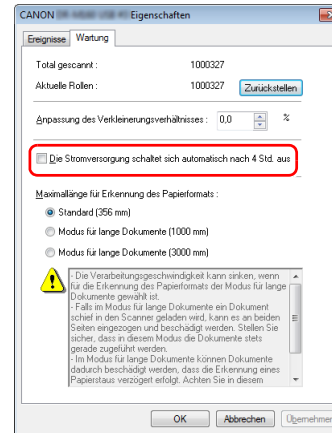 CANON Eigenschaften
Ereignisse Wartung
Total gescannt : 1000327
Aktuelle Rollen : 1000327 Zurückstellen
Anpassung des Verkleinerungsverhältnisses : 0,0 %
Die Stromversorgung schaltet sich automatisch nach 4 Std. aus
Maximallänge für Erkennung des Papierformats :
Standard (356 mm)
Modus für lange Dokumente (1000 mm)
Modus für lange Dokumente (3000 mm)
- Die Verarbeitungsgeschwindigkeit kann sinken, wenn
für die Erkennung des Papierformats der Modus für lange
Dokumente gewählt ist.
- Falls im Modus für lange Dokumente ein Dokument
schief in den Scanner geladen wird, kann es an beiden
Seiten eingezogen und beschädigt werden. Stellen Sie
sicher, dass in diesem Modus die Dokumente stets
gerade zugeführt werden.
- Im Modus für lange Dokumente können Dokumente
dadurch beschädigt werden, dass die Erkennung eines
Papierstaus verzögert erfolgt. Achten Sie in diesem
OK Abbrechen Übernehmen